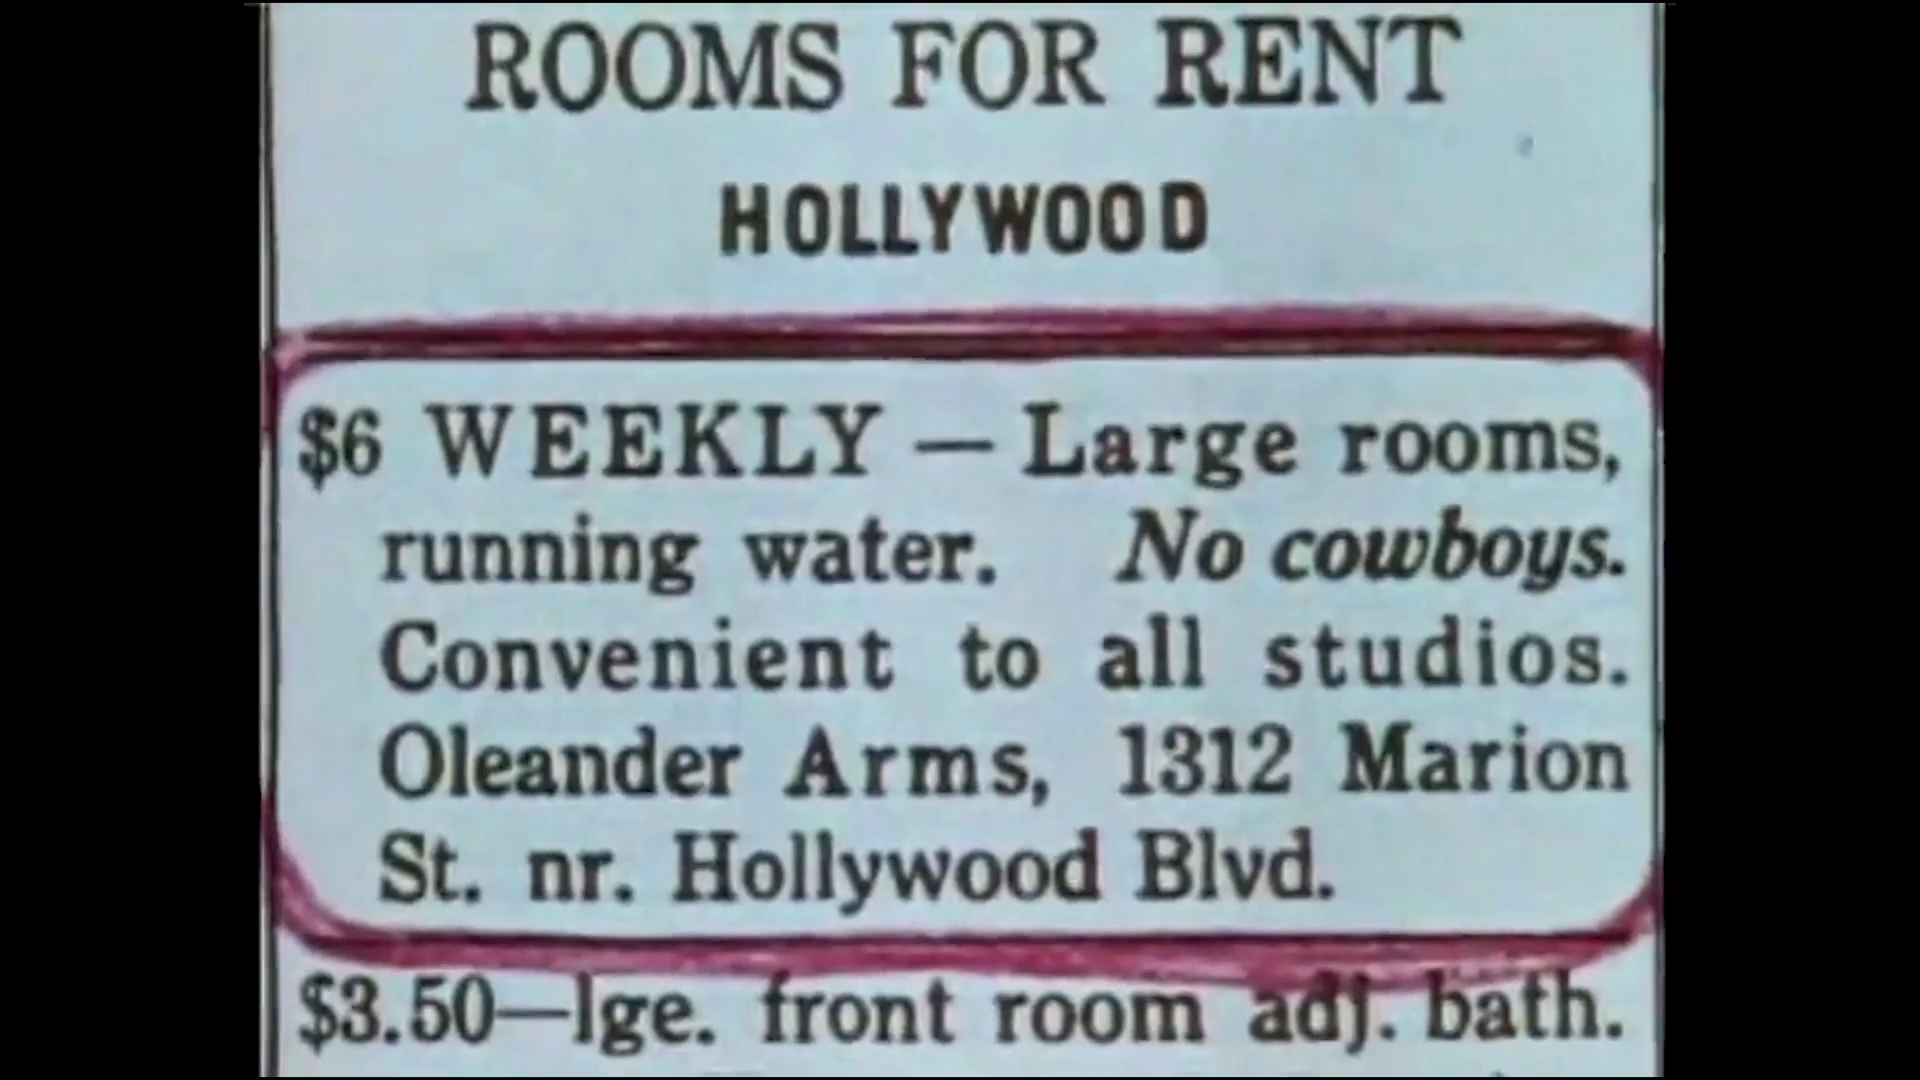 ROOMS FOR RENT
HOLLYWOOD
$6 WEEKLY — Large rooms,
running water. No cowboys.
Convenient to all studios.
Oleander Arms, 1312 Marion
St. nr. Hollywood Blvd.
$3.50—lge. front room adj. bath.